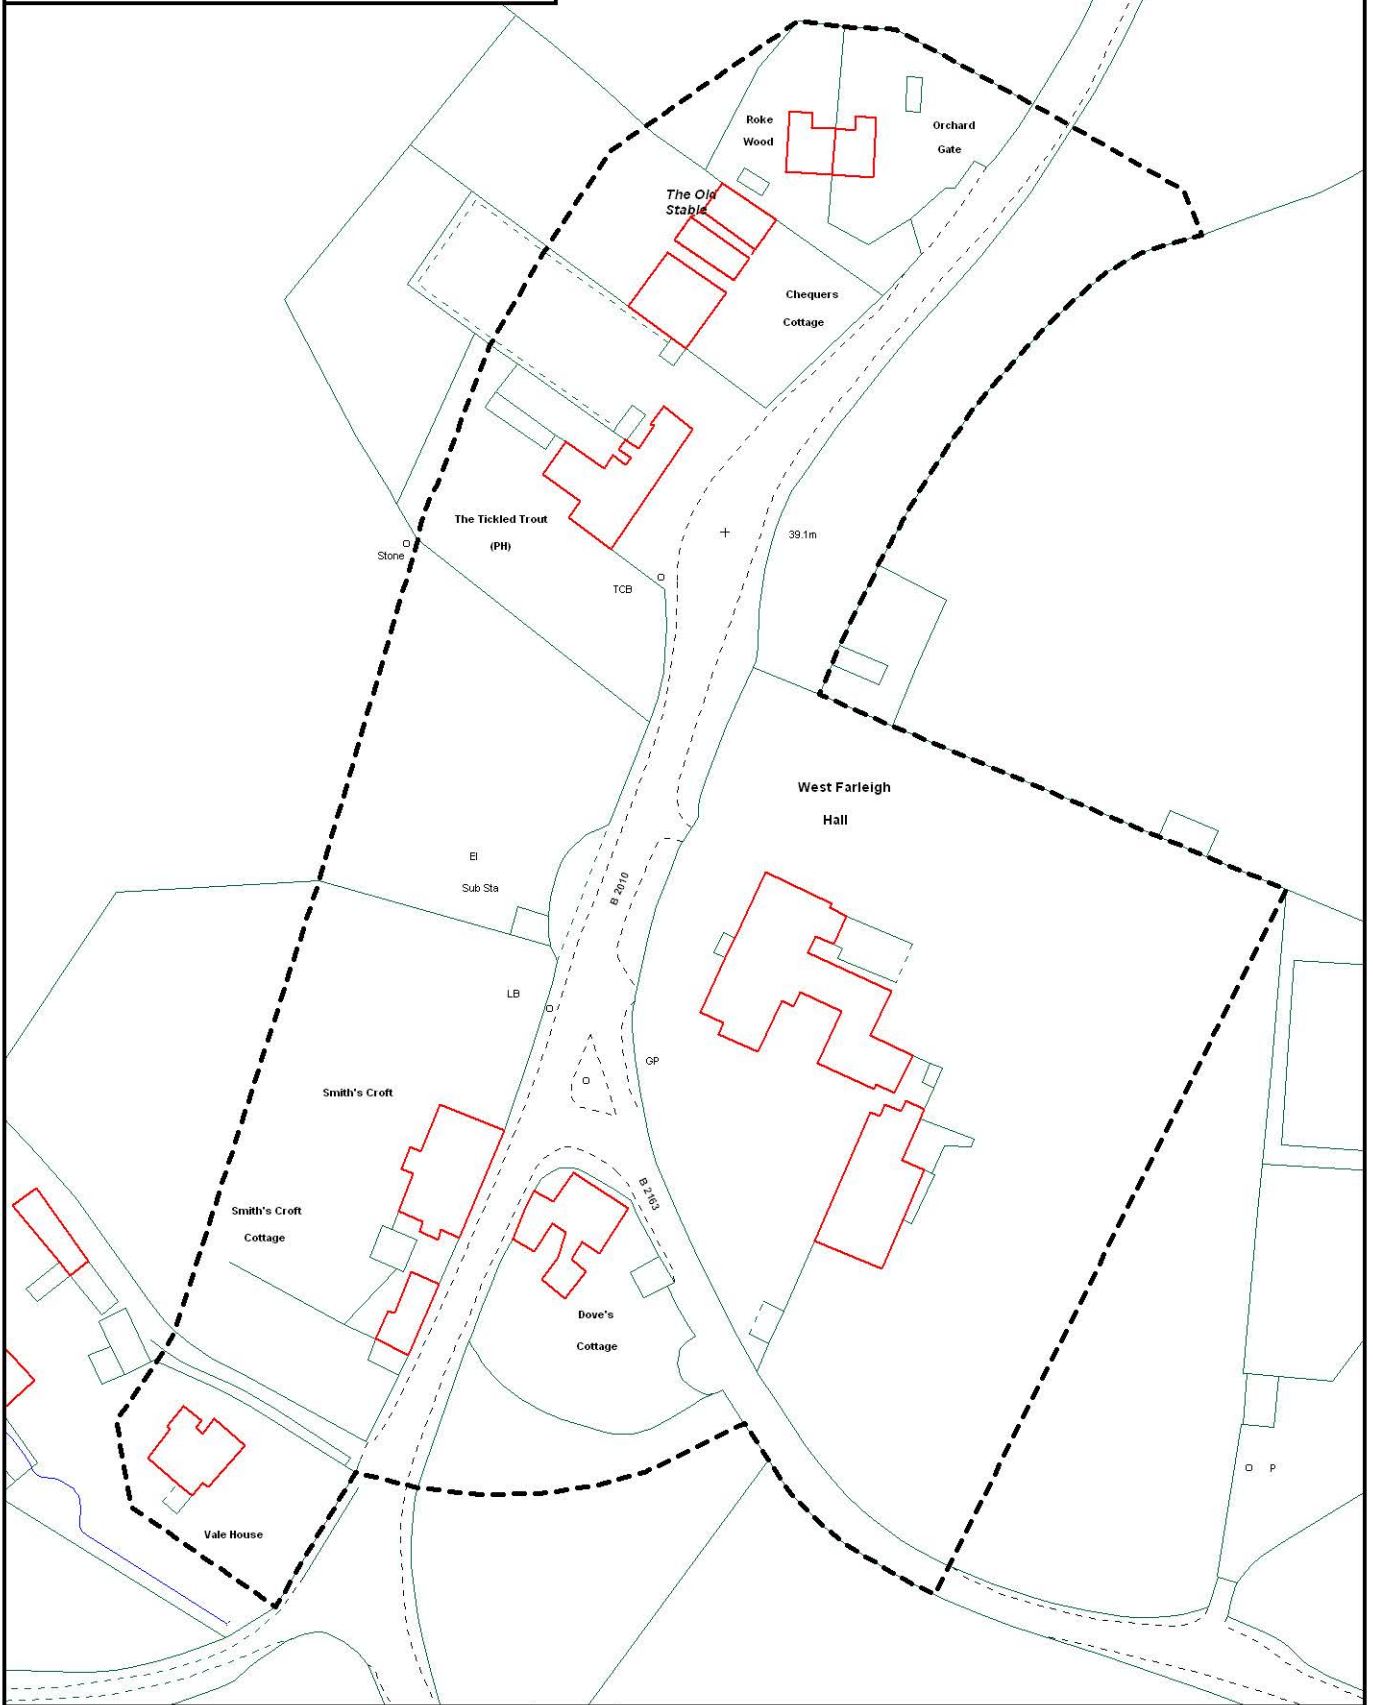 Roke
Wood
Orchard
Gate
The Old
Stable
Chequers
Cottage
The Tickled Trout
(PH)
Stone
TCB
39.1m
West Farleigh
Hall
El
Sub Sta
B 2010
LB
GP
Smith's Croft
B 2163
Smith's Croft
Cottage
Dove's
Cottage
P
Vale House